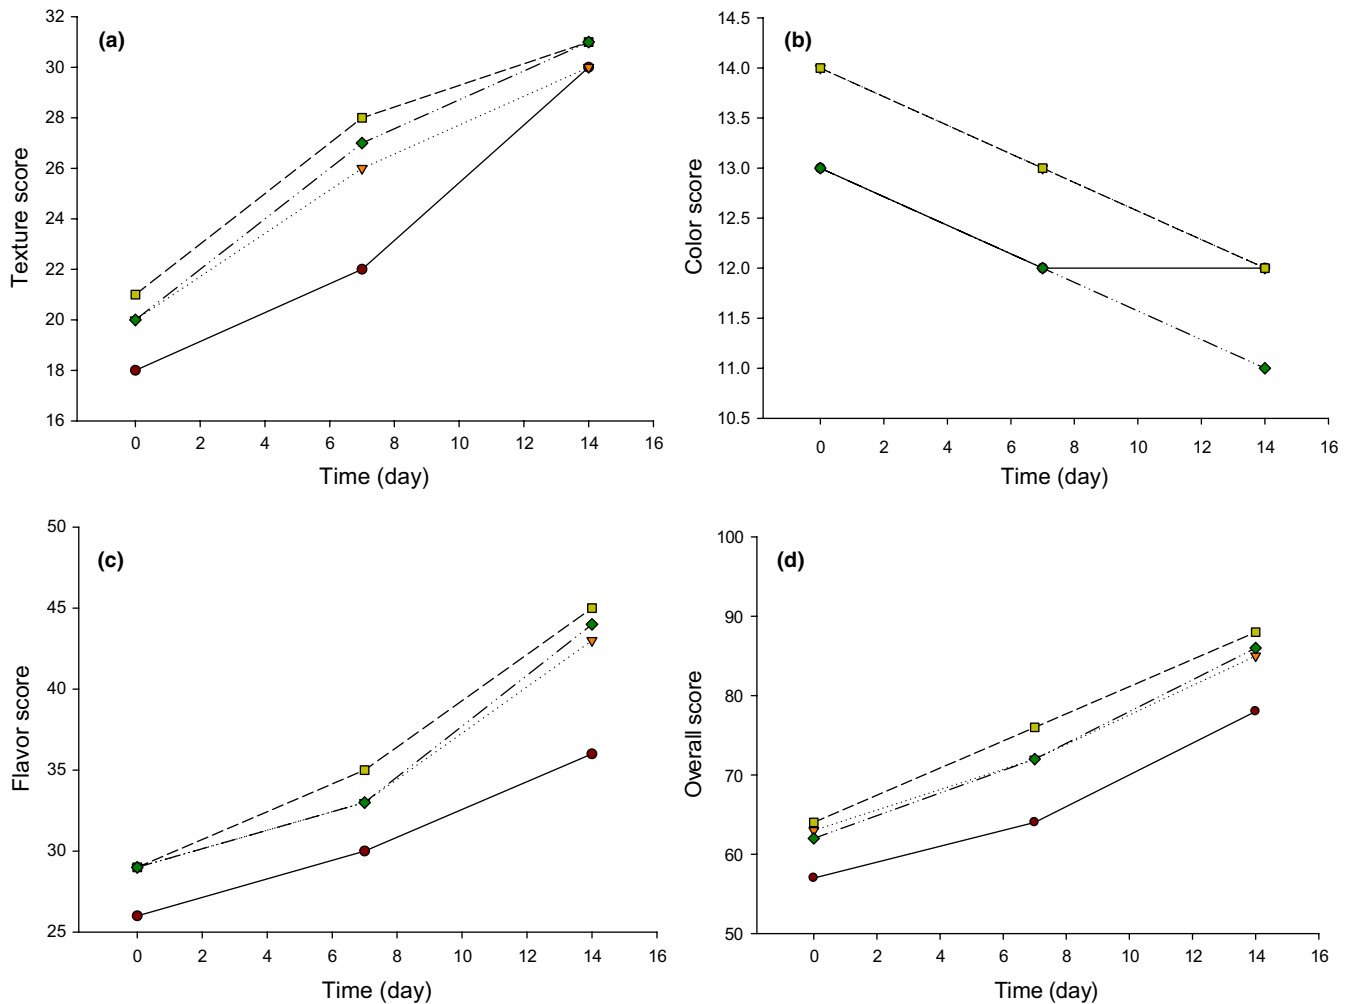 (a)
32
30
28
26
24
22
20
18
16
Texture score
0 2 4 6 8 10 12 14 16
Time (day)
(b)
14.5
14.0
13.5
13.0
12.5
12.0
11.5
11.0
10.5
Color score
0 2 4 6 8 10 12 14 16
Time (day)
(c)
50
45
40
35
30
25
Flavor score
0 2 4 6 8 10 12 14 16
Time (day)
(d)
100
90
80
70
60
50
Overall score
0 2 4 6 8 10 12 14 16
Time (day)